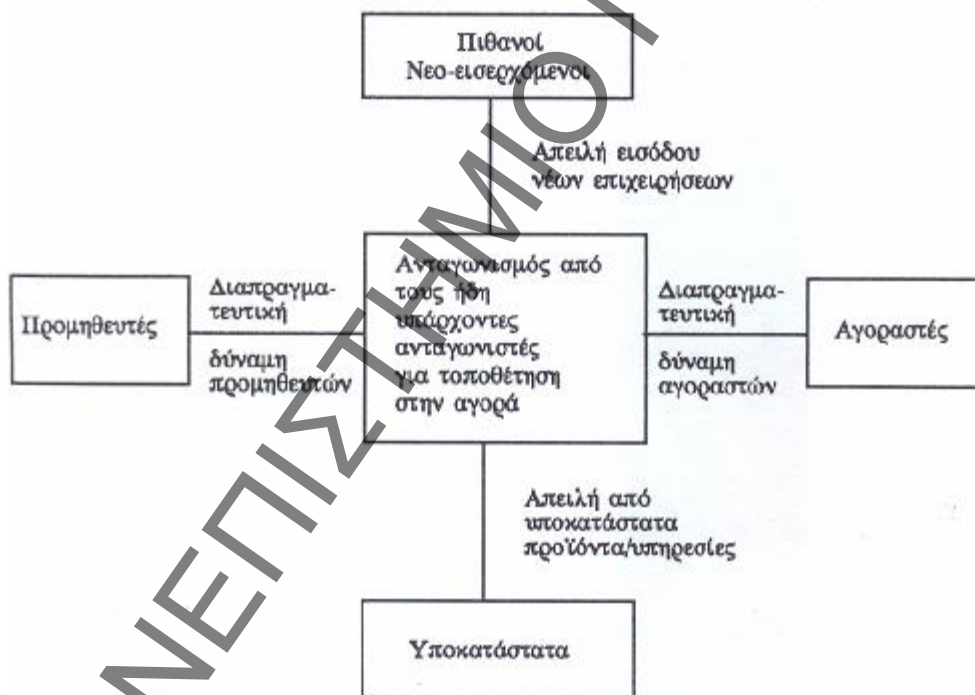 Πιθανοί
Νεο-εισερχόμενοι
Απειλή εισόδου
νέων επιχειρήσεων
Προμηθευτές
Διαπραγμα-
τευτική
δύναμη
προμηθευτών
Ανταγωνισμός από
τους ήδη
υπάρχοντες
ανταγωνιστές
για τοποθέτηση
στην αγορά
Διαπραγμα-
τευτική
δύναμη
αγοραστών
Αγοραστές
Απειλή από
υποκατάστατα
προϊόντα/υπηρεσίες
Υποκατάστατα
ΝΕΠΙΣΤΗΜΙΟ